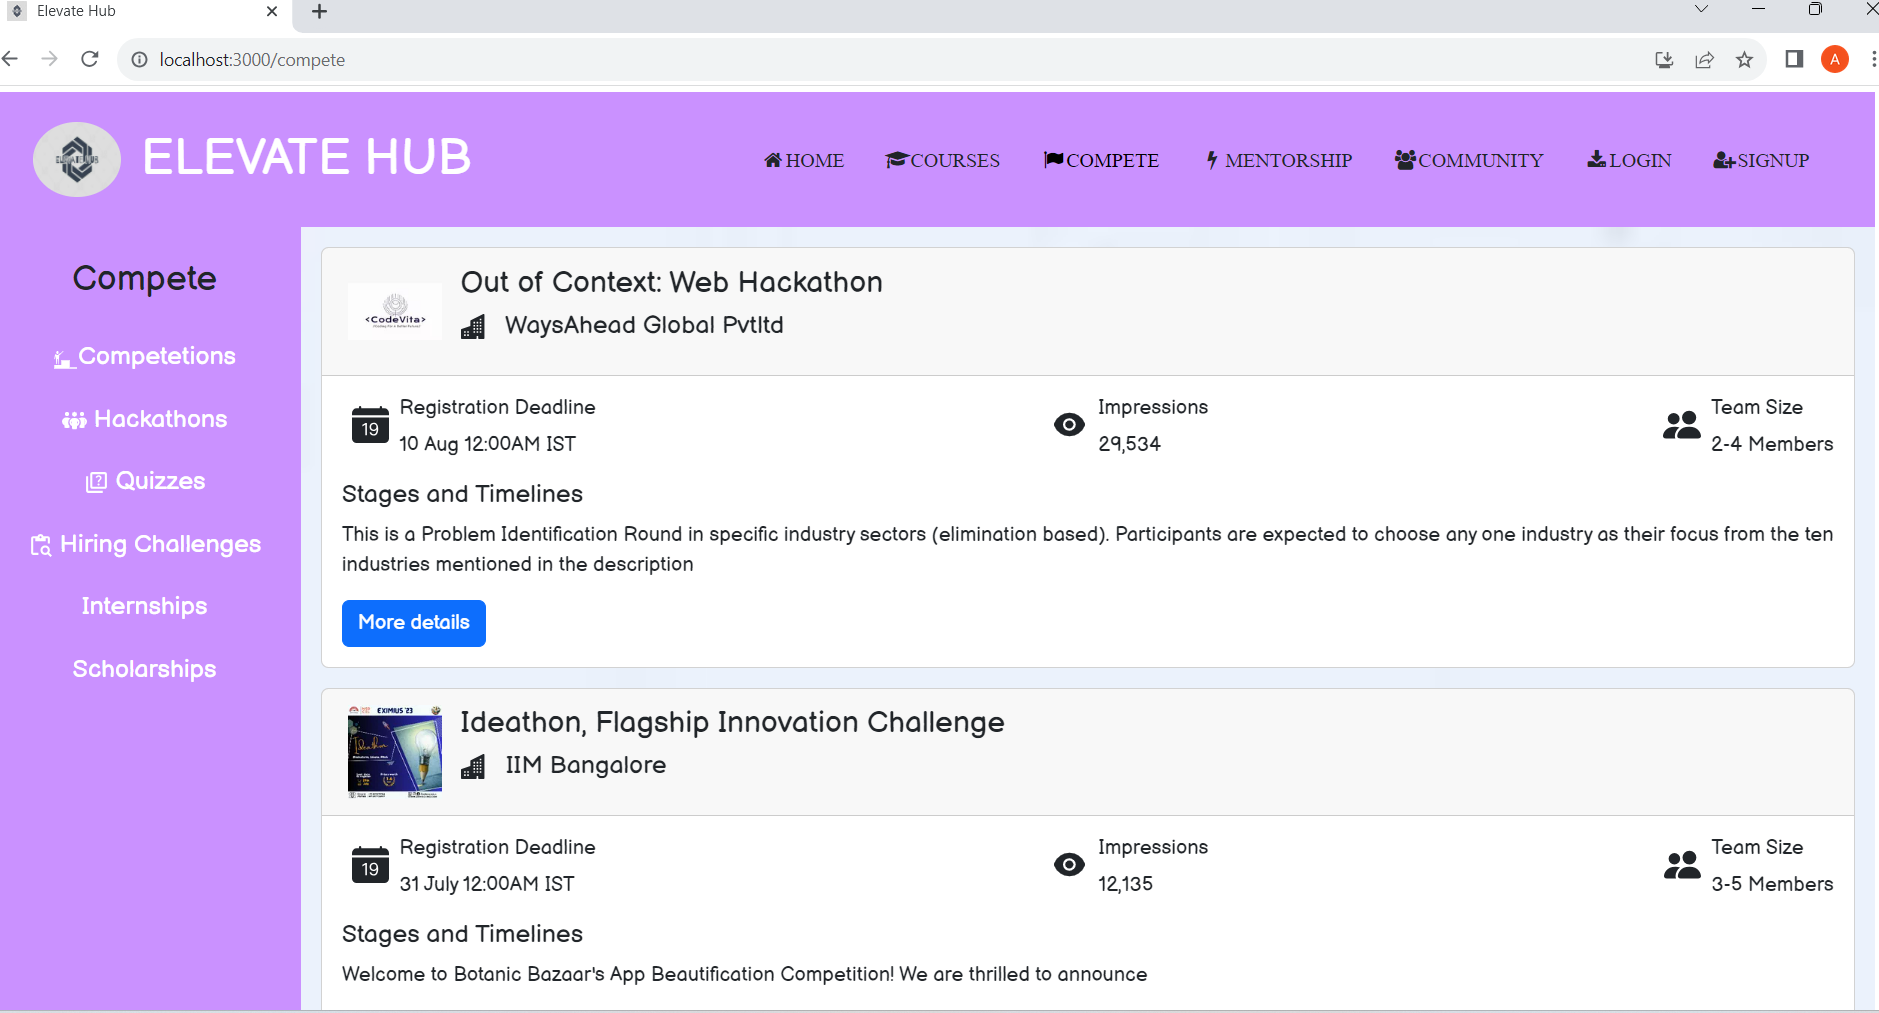 Elevate Hub
localhost:3000/compete
A
ELEVATE HUB
HOME COURSES COMPETE MENTORSHIP COMMUNITY LOGIN SIGNUP
Compete
Competetions
Hackathons
Quizzes
Hiring Challenges
Internships
Scholarships
Out of Context: Web Hackathon
<CodeVita>
WaysAhead Global Pvtltd
Registration Deadline
19
10 Aug 12:00AM IST
Impressions
29,534
Team Size
2-4 Members
Stages and Timelines
This is a Problem Identification Round in specific industry sectors (elimination based). Participants are expected to choose any one industry as their focus from the ten
industries mentioned in the description
More details
EXIMIUS '23
Ideathon
Ideathon, Flagship Innovation Challenge
IIM Bangalore
Registration Deadline
19
31 July 12:00AM IST
Impressions
12,135
Team Size
3-5 Members
Stages and Timelines
Welcome to Botanic Bazaar's App Beautification Competition! We are thrilled to announce